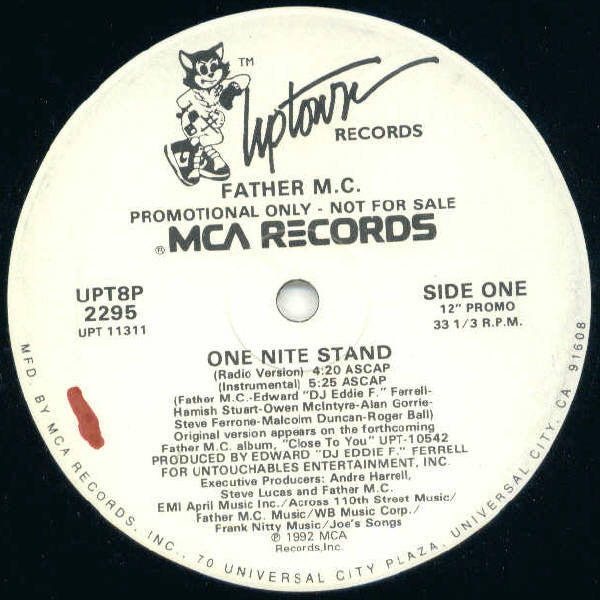 TM
Uptown
RECORDS
FATHER M.C.
PROMOTIONAL ONLY - NOT FOR SALE
® MCA RECORDS
UPT8P
2295
UPT 11311
SIDE ONE
12" PROMO
33 1/3 R.P.M.
ONE NITE STAND
(Radio Version) 4:20 ASCAP
(Instrumental) 5:25 ASCAP
(Father M.C.-Edward "DJ Eddie F." Ferrell-
Hamish Stuart-Owen McIntyre-Alan Gorrie-
Steve Ferrone-Malcolm Duncan-Roger Ball)
Original version appears on the forthcoming
Father M.C. album, "Close To You" UPT-10542
PRODUCED BY EDWARD "DJ EDDIE F." FERRELL
FOR UNTOUCHABLES ENTERTAINMENT, INC.
Executive Producers: Andre Harrell,
Steve Lucas and Father M.C.
EMI April Music Inc./Across 110th Street Music/
Father M.C. Music/WB Music Corp./
Frank Nitty Music/Joe's Songs
℗ 1992 MCA
Records,Inc.
MFD. BY MCA RECORDS, INC., 70 UNIVERSAL CITY PLAZA, UNIVERSAL CITY, CA 91608